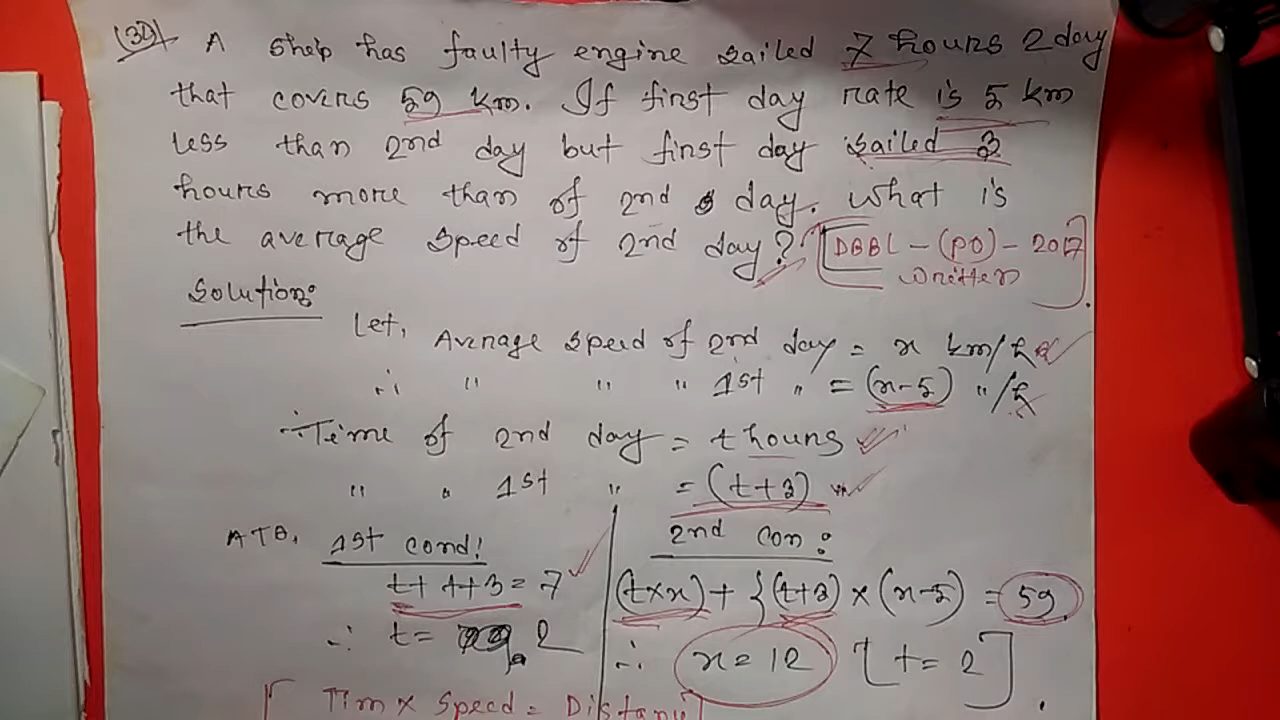 (30) A Ship has faulty engine sailed 7 hours 2 day
that covers 59 km. If first day rate is 5 km
less than 2nd day but first day sailed 3
hours more than of 2nd day. What is
the average speed of 2nd day? [DBBL-(PO)-2017
Written]
Solution:
Let, Average speed of 2nd day = x km/h
∴ " " " 1st " = (x-5) "/h
∴ Time of 2nd day = t hours
" " 1st " = (t+3) "
ATQ, 1st cond! 2nd con:
t+t+3=7 (t×x)+{(t+3)×(x-5) = 59
∴ t= 2 ∴ x=12 [t=2].
[Tim × Speed = Distance]